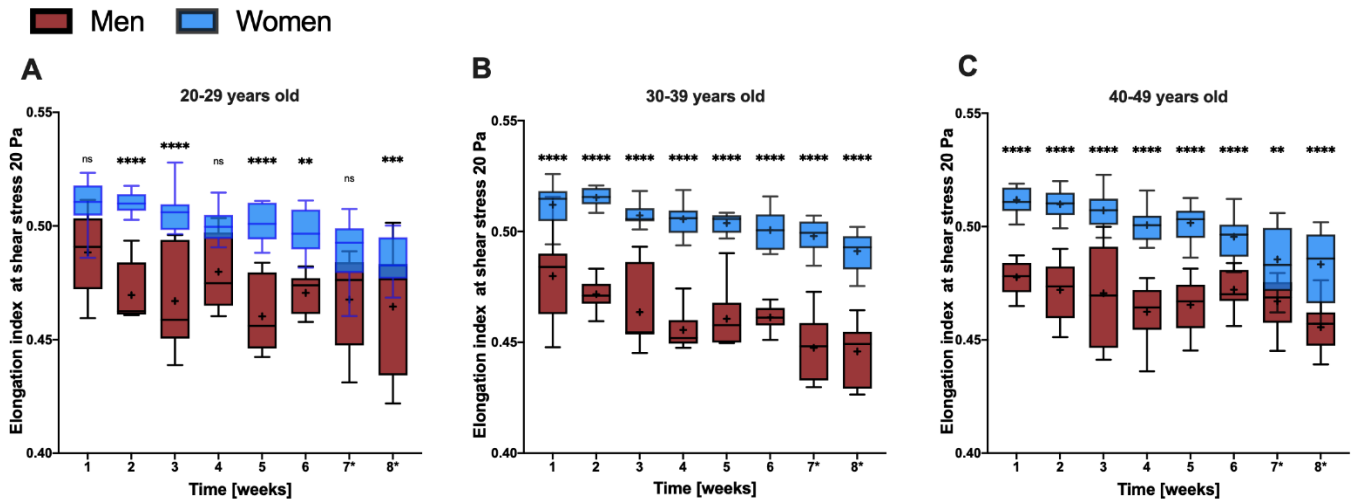 Men Women
A
20-29 years old
Elongation index at shear stress 20 Pa
0.55
0.50
0.45
0.40
ns **** **** ns **** ** ns ***
1 2 3 4 5 6 7* 8*
Time [weeks]
B
30-39 years old
Elongation index at shear stress 20 Pa
0.55
0.50
0.45
0.40
**** **** **** **** **** **** **** ****
1 2 3 4 5 6 7* 8*
Time [weeks]
C
40-49 years old
Elongation index at shear stress 20 Pa
0.55
0.50
0.45
0.40
**** **** **** **** **** **** ** ****
1 2 3 4 5 6 7* 8*
Time [weeks]